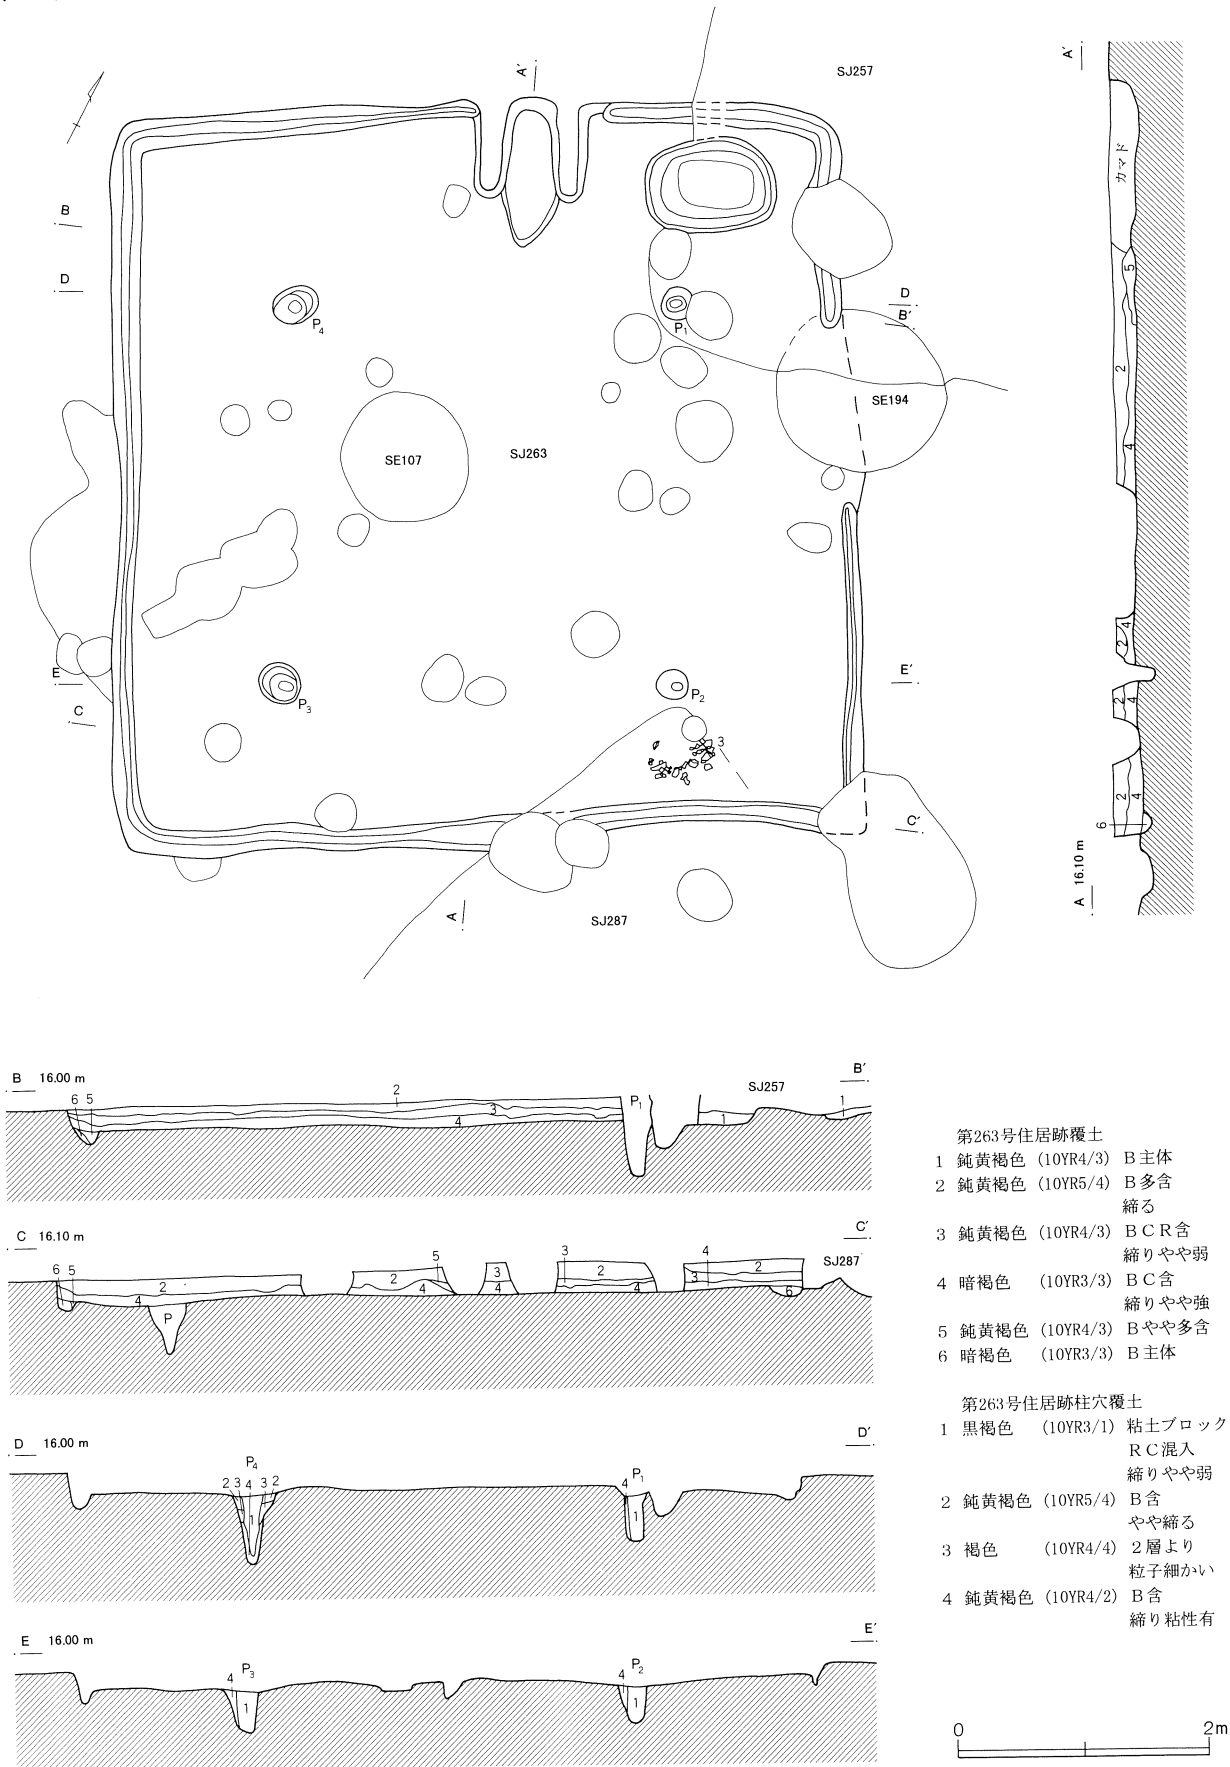 A′
SJ257
A′
カマド
B
D
P4
P1
D
B′
5
2
SE194
SE107
SJ263
4
E
E′
P3
P2
C
3
4
2
2 4
2 4
C′
6
A
SJ287
A 16.10 m
B 16.00 m
B′
SJ257
6 5
2
3
4
P1
1
1
第263号住居跡覆土
1 鈍黄褐色 (10YR4/3) B主体
2 鈍黄褐色 (10YR5/4) B多含
締る
3 鈍黄褐色 (10YR4/3) BCR含
締りやや弱
4 暗褐色 (10YR3/3) BC含
締りやや強
5 鈍黄褐色 (10YR4/3) Bやや多含
6 暗褐色 (10YR3/3) B主体
C 16.10 m
C′
SJ287
6 5
2
4
P
5
2
4
3
4
3
2
4
4
2
3
6
第263号住居跡柱穴覆土
1 黒褐色 (10YR3/1) 粘土ブロック
RC混入
締りやや弱
2 鈍黄褐色 (10YR5/4) B含
やや締る
3 褐色 (10YR4/4) 2層より
粒子細かい
4 鈍黄褐色 (10YR4/2) B含
締り粘性有
D 16.00 m
D′
P4
2 3 4 3 2
1
P1
4
1
E 16.00 m
E′
P3
4
1
P2
4
1
0 2m